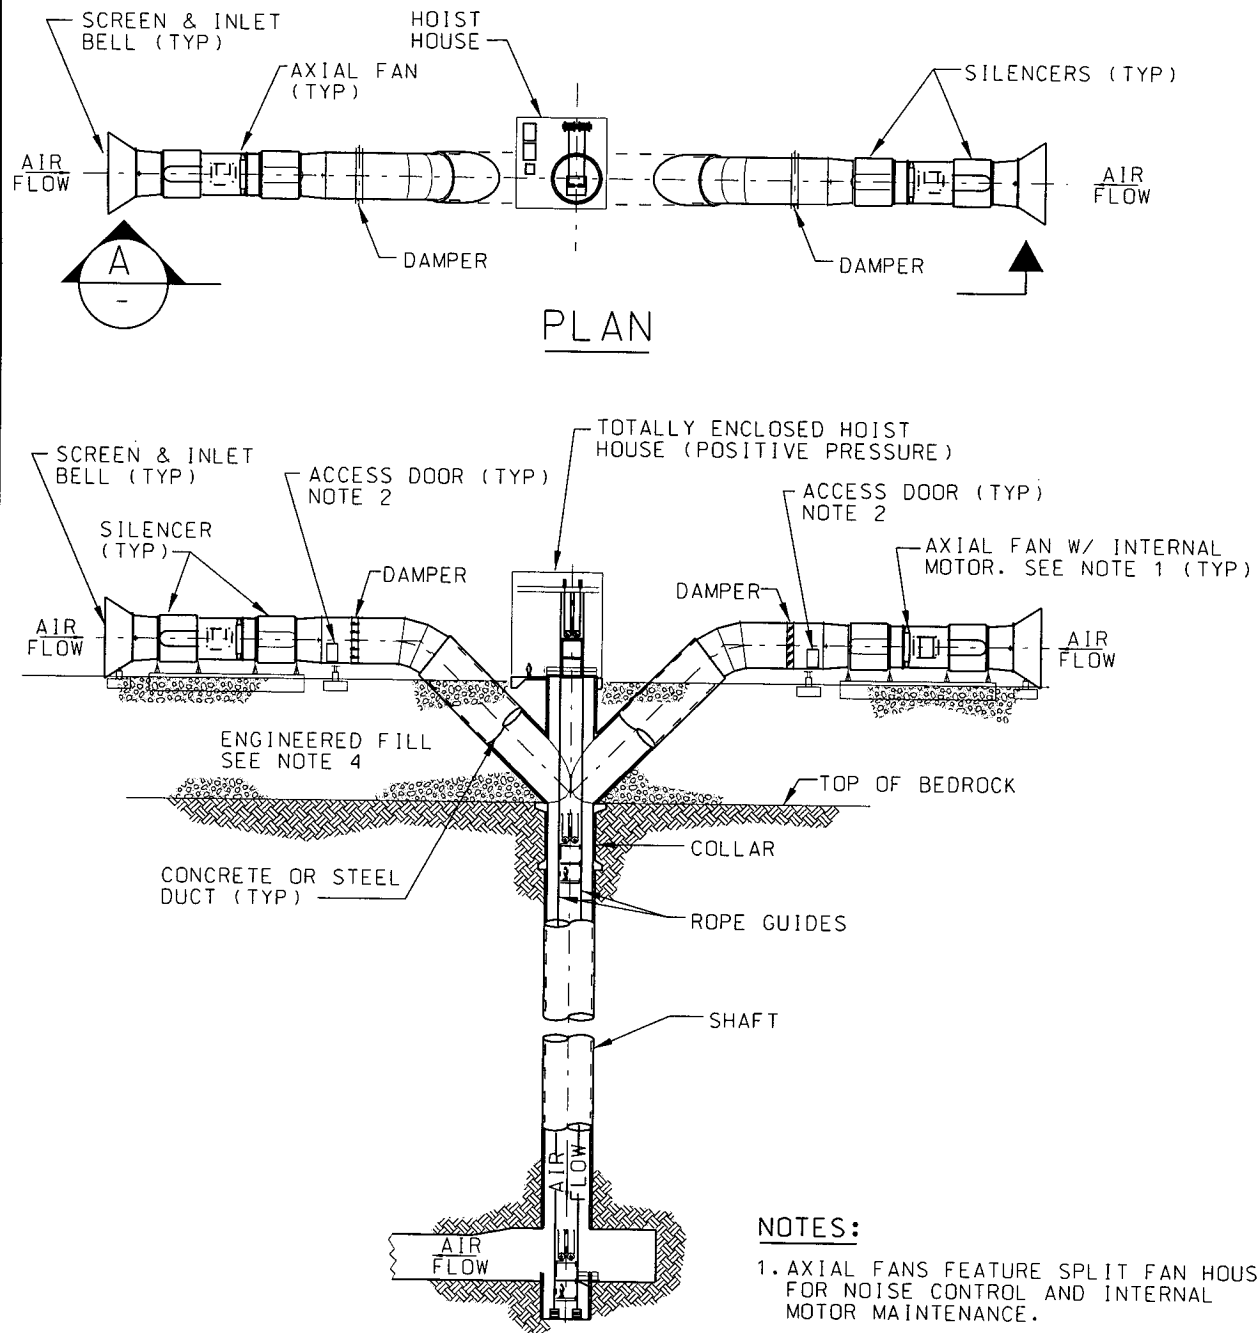 SCREEN & INLET
BELL (TYP)
HOIST
HOUSE
AXIAL FAN
(TYP)
SILENCERS (TYP)
AIR
FLOW
AIR
FLOW
A
-
DAMPER
DAMPER
PLAN
TOTALLY ENCLOSED HOIST
HOUSE (POSITIVE PRESSURE)
SCREEN & INLET
BELL (TYP)
ACCESS DOOR (TYP)
NOTE 2
ACCESS DOOR (TYP)
NOTE 2
SILENCER
(TYP)
AXIAL FAN W/ INTERNAL
MOTOR. SEE NOTE 1 (TYP)
DAMPER
DAMPER
AIR
FLOW
AIR
FLOW
ENGINEERED FILL
SEE NOTE 4
TOP OF BEDROCK
COLLAR
CONCRETE OR STEEL
DUCT (TYP)
ROPE GUIDES
SHAFT
AIR
FLOW
AIR
FLOW
NOTES:
1. AXIAL FANS FEATURE SPLIT FAN HOUS
FOR NOISE CONTROL AND INTERNAL
MOTOR MAINTENANCE.